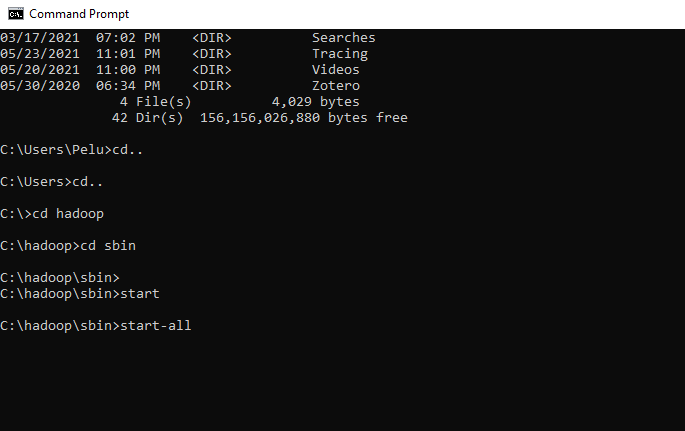 Command Prompt
03/17/2021  07:02 PM    <DIR>          Searches
05/23/2021  11:01 PM    <DIR>          Tracing
05/20/2021  11:00 PM    <DIR>          Videos
05/30/2020  06:34 PM    <DIR>          Zotero
               4 File(s)          4,029 bytes
              42 Dir(s)  156,156,026,880 bytes free
C:\Users\Pelu>cd..
C:\Users>cd..
C:\>cd hadoop
C:\hadoop>cd sbin
C:\hadoop\sbin>
C:\hadoop\sbin>start
C:\hadoop\sbin>start-all